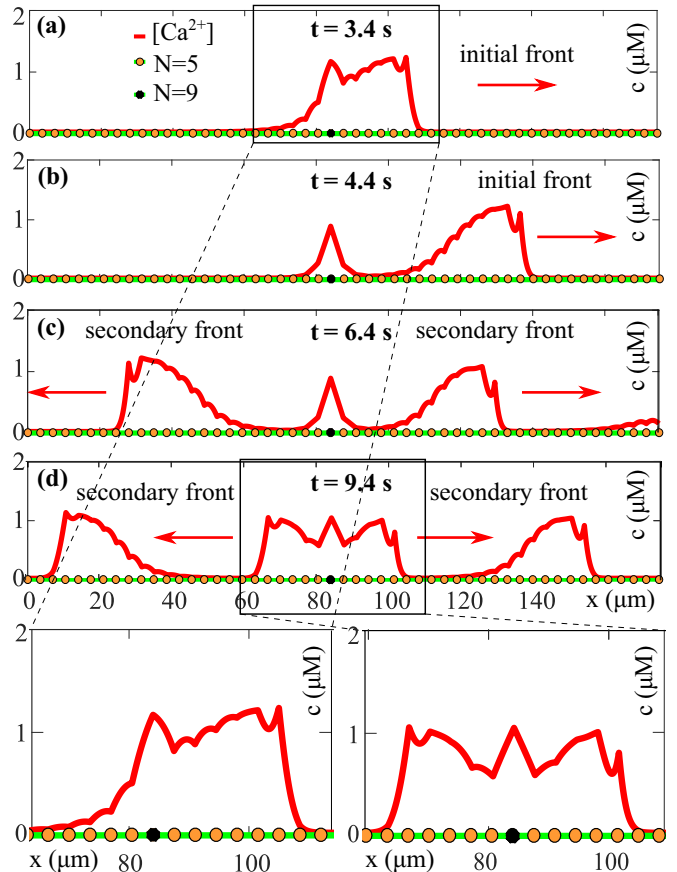 (a)
[Ca²⁺]
N=5
N=9
t = 3.4 s
initial front
c (μM)
2
1
0
(b)
t = 4.4 s
initial front
c (μM)
2
1
0
(c)
secondary front
t = 6.4 s
secondary front
c (μM)
2
1
0
(d)
secondary front
t = 9.4 s
secondary front
c (μM)
2
1
0
0 20 40 60 80 100 120 140 x (μm)
c (μM)
2
1
0
x (μm) 80 100
c (μM)
2
1
0
x (μm) 80 100